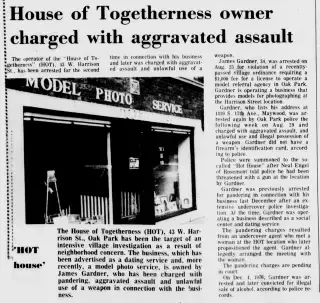 House of Togetherness owner
charged with aggravated assault
The operator of the "House of To-
getherness" (HOT), 43 W. Harrison
St., has been arrested for the second
time in connection with his business
and later was charged with aggravat-
ed assault and unlawful use of a
weapon.
James Gardner, 34 was arrested on
Aug. 23 for violation of a recently-
passed village ordinance requiring a
$1,000 fee for a license to operate a
model referral agency in Oak Park.
Gardner is operating a business that
provides models for photographing at
the Harrison Street location.
Gardner, who lists his address at
Maywood, was ar-
rested again by Oak Park police the
following week on Aug. 28 and
charged with aggravated assault, and
unlawful use and illegal possession of
a weapon. Gardner did not have a
firearm's identification card, accord-
ing to police.
Police were summoned to the so-
called "Hot House" after Neal Engel
of Rosemont told police he had been
threatened with a gun at the location
by Gardner.
Gardner was previously arrested
for pandering in connection with his
business last December after an ex-
tensive undercover police investiga-
tion. At the time, Gardner was oper-
ating a business described as a social
center and dating service.
The pandering charges resulted
from an undercover agent who met a
woman at the HOT location who later
propositioned the agent. Gardner al-
legedly arranged the meeting with
the woman.
The pandering charges are pending
in court.
On Dec. 1, 1976, Gardner was
and later convicted for illegal
sale of alcohol, according to police re-
cords.
MODEL PHOTO SERVICE
'HOT
house'
The House of Togetherness (HOT), 43 W. Har-
rison St., Oak Park has been the target of an
intensive village investigation as a result of
neighborhood concern. The business, which has
been advertised as a dating service and, more
recently, a model photo service, is owned by
James Gardner, who has been charged with
pandering, aggravated assault and unlawful
use of a weapon in connection with the busi-
ness.